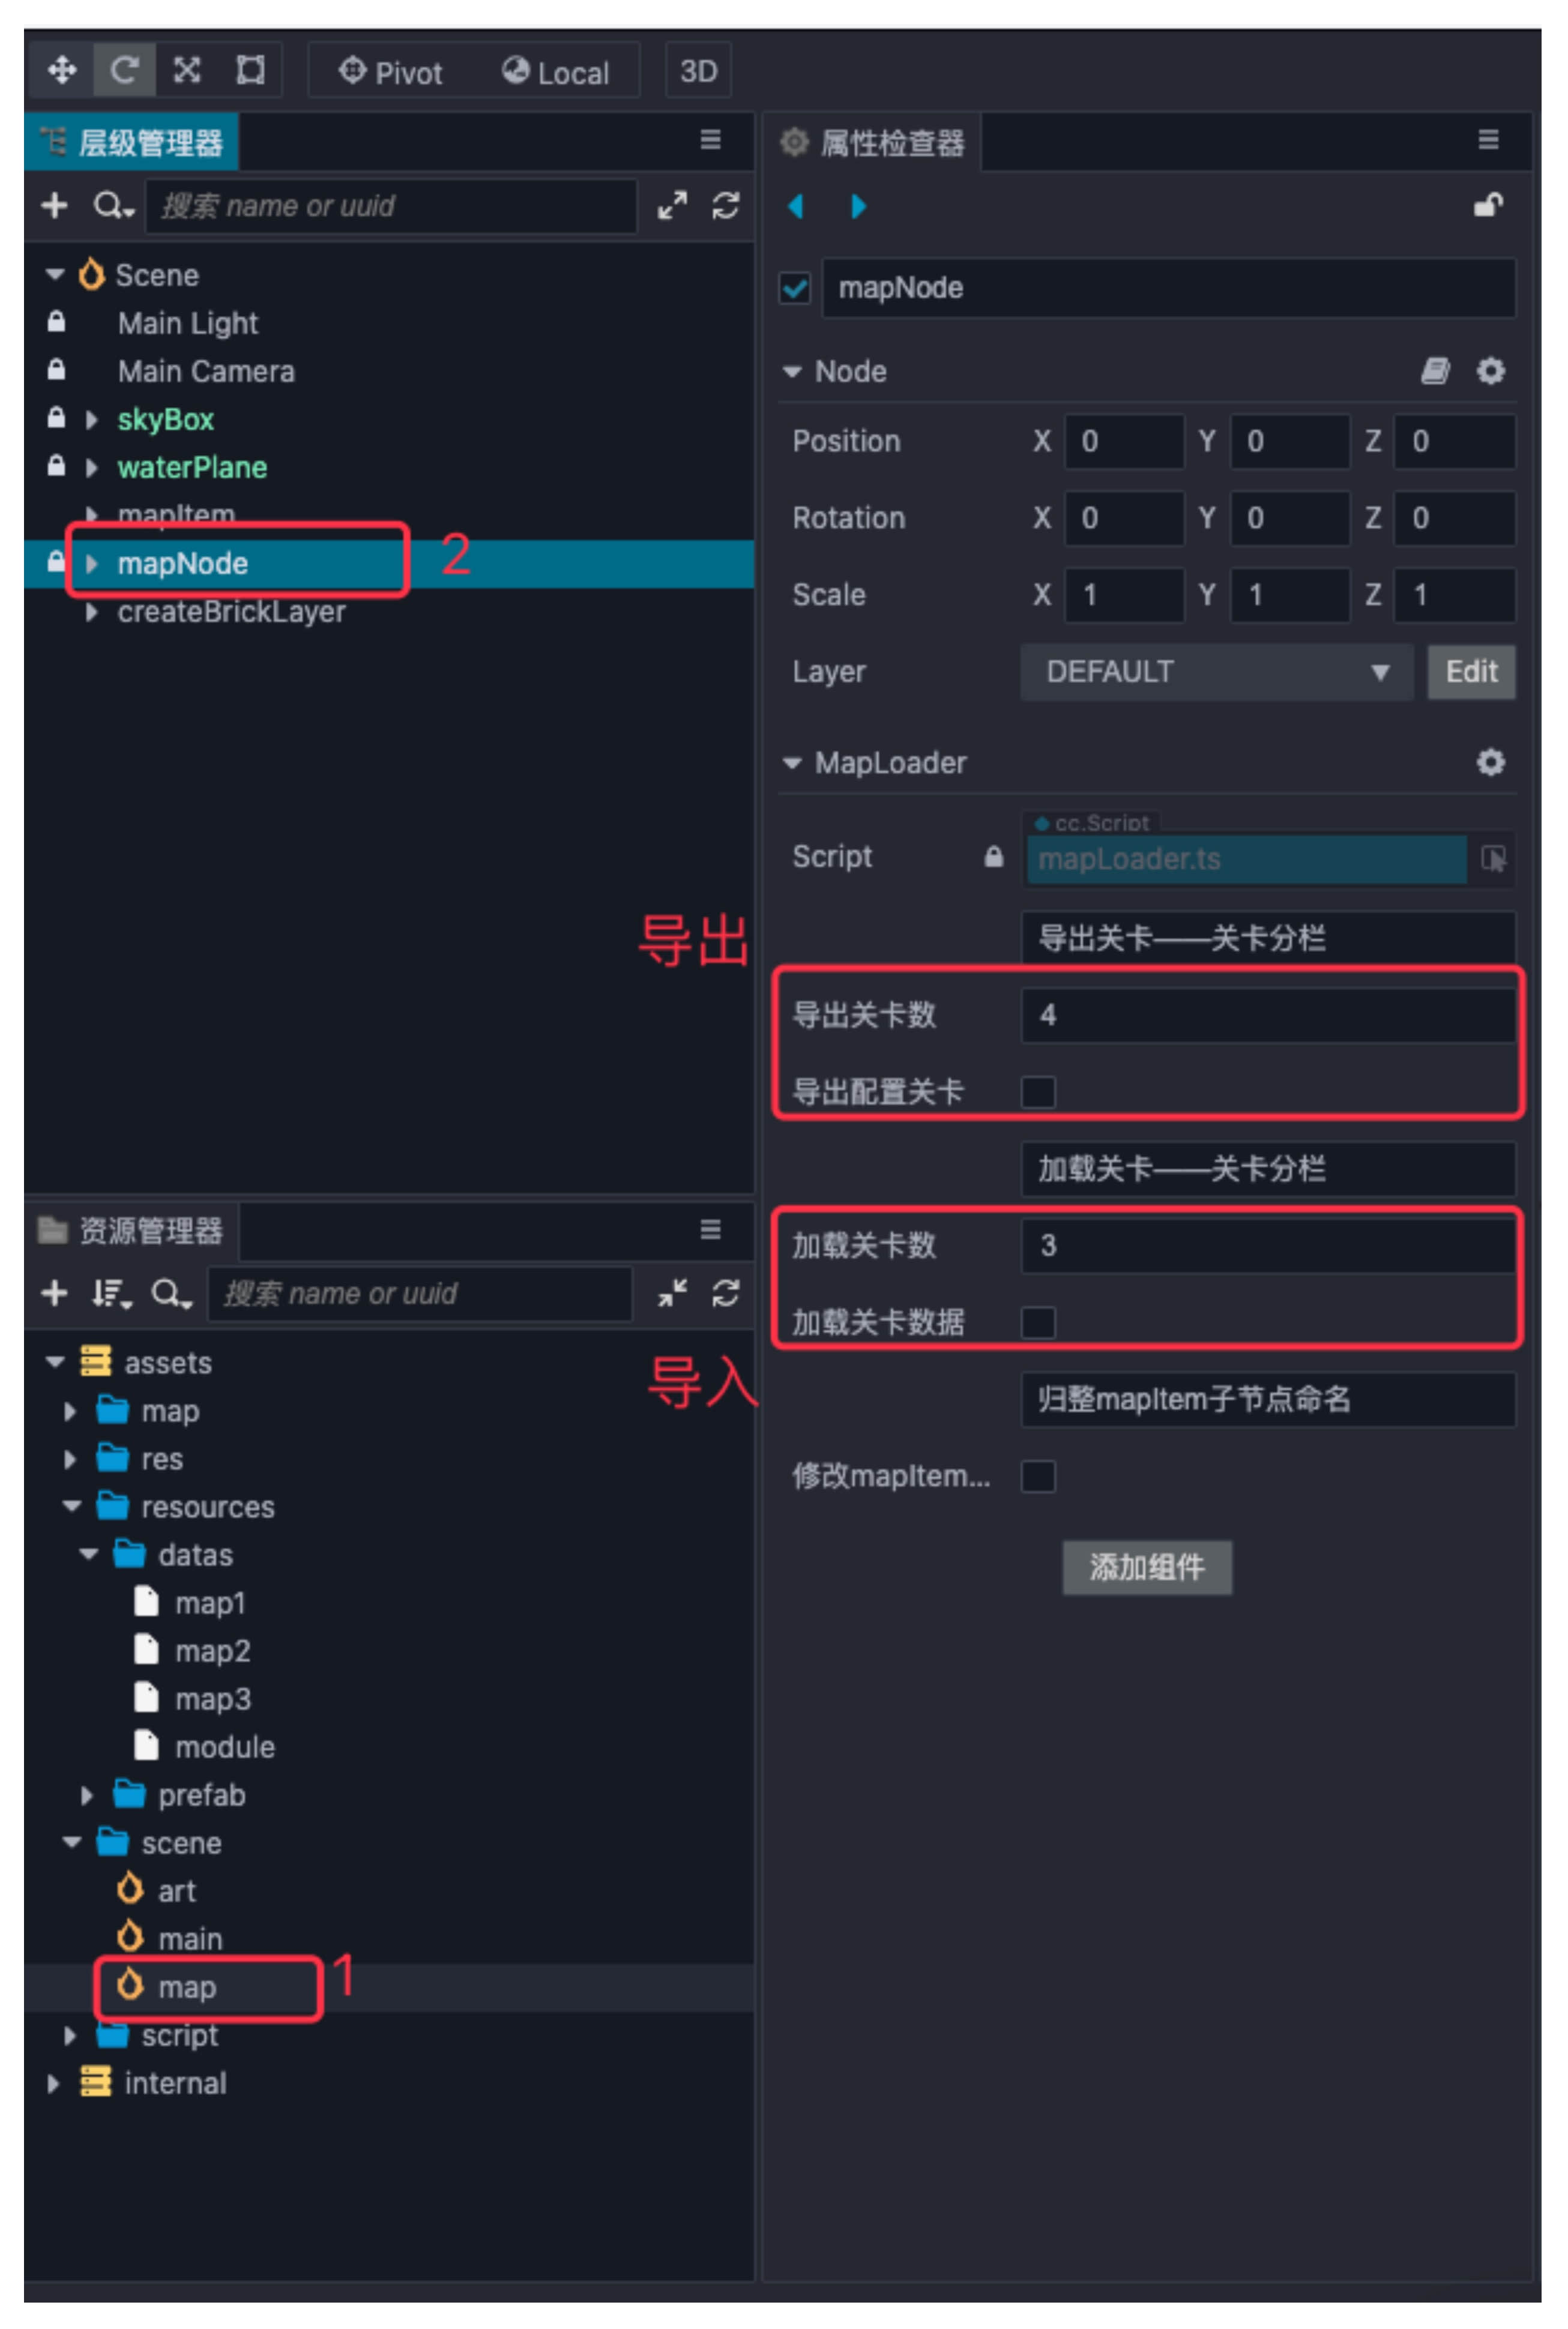 Pivot Local 3D
层级管理器
搜索 name or uuid
Scene
Main Light
Main Camera
skyBox
waterPlane
mapItem
mapNode 2
createBrickLayer
导出
资源管理器
搜索 name or uuid
导入
assets
map
res
resources
datas
map1
map2
map3
module
prefab
scene
art
main
map 1
script
internal
属性检查器
mapNode
Node
Position X 0 Y 0 Z 0
Rotation X 0 Y 0 Z 0
Scale X 1 Y 1 Z 1
Layer DEFAULT Edit
MapLoader
cc.Script
Script mapLoader.ts
导出关卡——关卡分栏
导出关卡数 4
导出配置关卡
加载关卡——关卡分栏
加载关卡数 3
加载关卡数据
归整mapItem子节点命名
修改mapItem...
添加组件